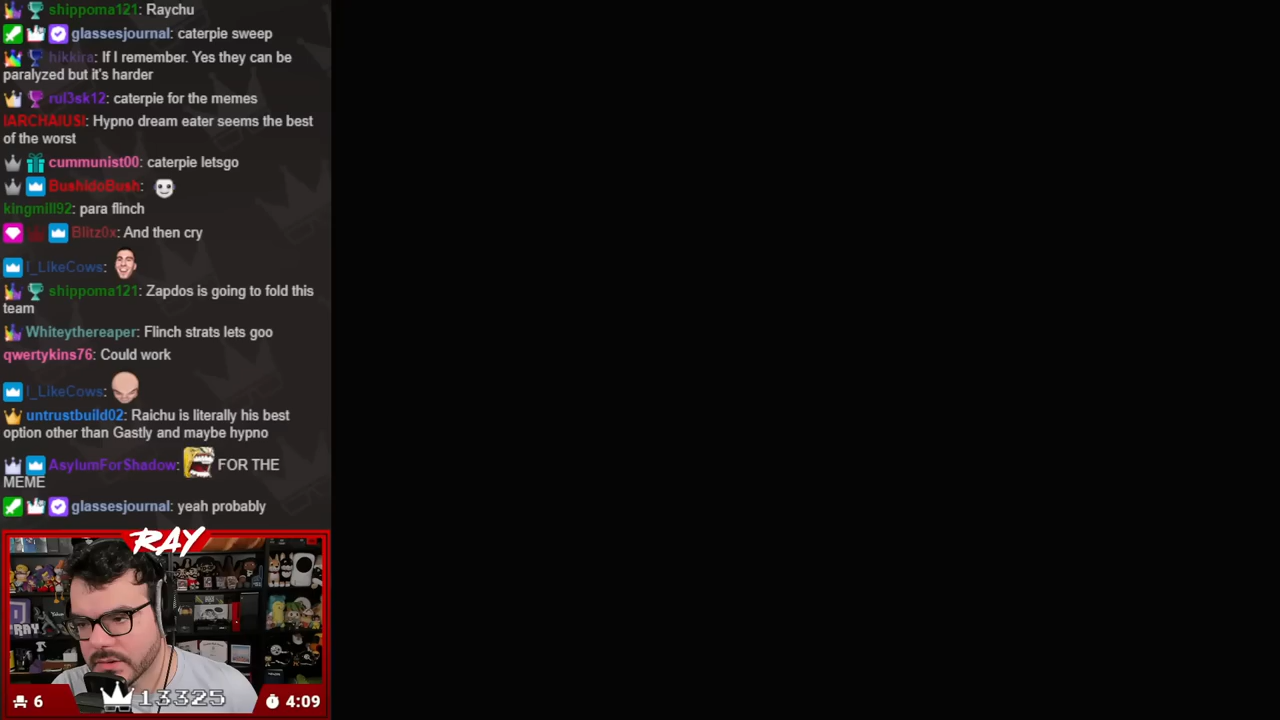 shippoma121: Raychu
glassesjournal: caterpie sweep
hikkira: If I remember. Yes they can be
paralyzed but it's harder
rul3sk12: caterpie for the memes
IARCHAIUSI: Hypno dream eater seems the best
of the worst
cummunist00: caterpie letsgo
BushidoBush:
kingmill92: para flinch
Blitz0x: And then cry
I_LikeCows:
shippoma121: Zapdos is going to fold this
team
Whiteythereaper: Flinch strats lets goo
qwertykins76: Could work
I_LikeCows:
untrustbuild02: Raichu is literally his best
option other than Gastly and maybe hypno
AsylumForShadow: FOR THE
MEME
glassesjournal: yeah probably
RAY
6
13325
4:09